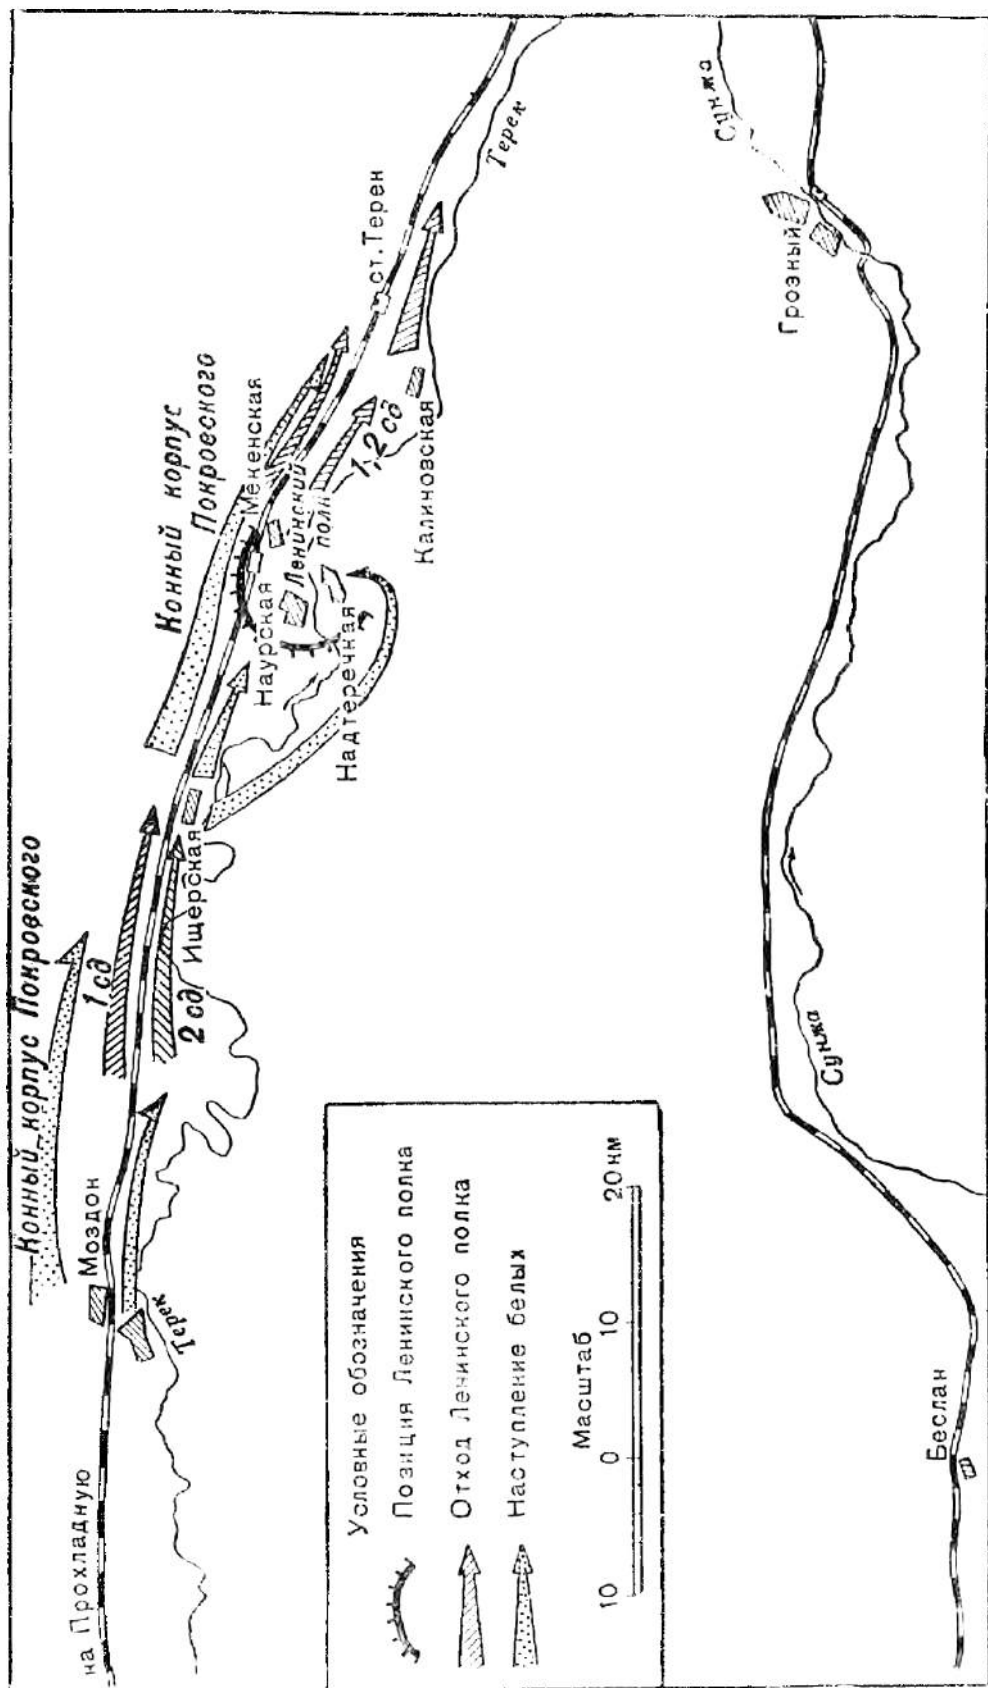 Конный корпус Покровского
Конный корпус
Покровского
на Прохладную
Моздок
Терек
1 сд
2 сд
Ищерская
Наурская
Мекенская
Ленинский
полк
Надтеречная
1,2 сд
Калиновская
ст. Терек
Терек
Сунжа
Грозный
Сунжа
Беслан
Условные обозначения
Позиция Ленинского полка
Отход Ленинского полка
Наступление белых
Масштаб
10 0 10 20 км